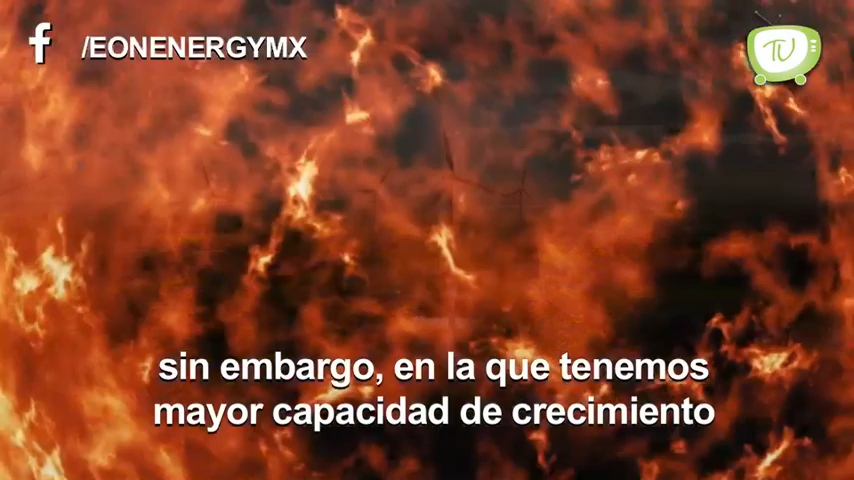 f /EONENERGYMX
TV
sin embargo, en la que tenemos
mayor capacidad de crecimiento